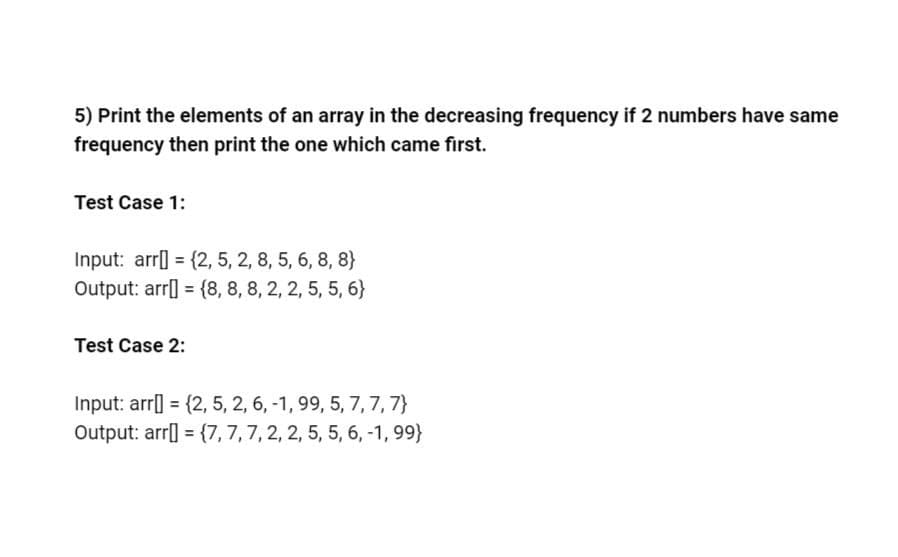 5) Print the elements of an array in the decreasing frequency if 2 numbers have same
frequency then print the one which came first.
Test Case 1:
Input:  arr[] = {2, 5, 2, 8, 5, 6, 8, 8}
Output: arr[] = {8, 8, 8, 2, 2, 5, 5, 6}
Test Case 2:
Input: arr[] = {2, 5, 2, 6, -1, 99, 5, 7, 7, 7}
Output: arr[] = {7, 7, 7, 2, 2, 5, 5, 6, -1, 99}